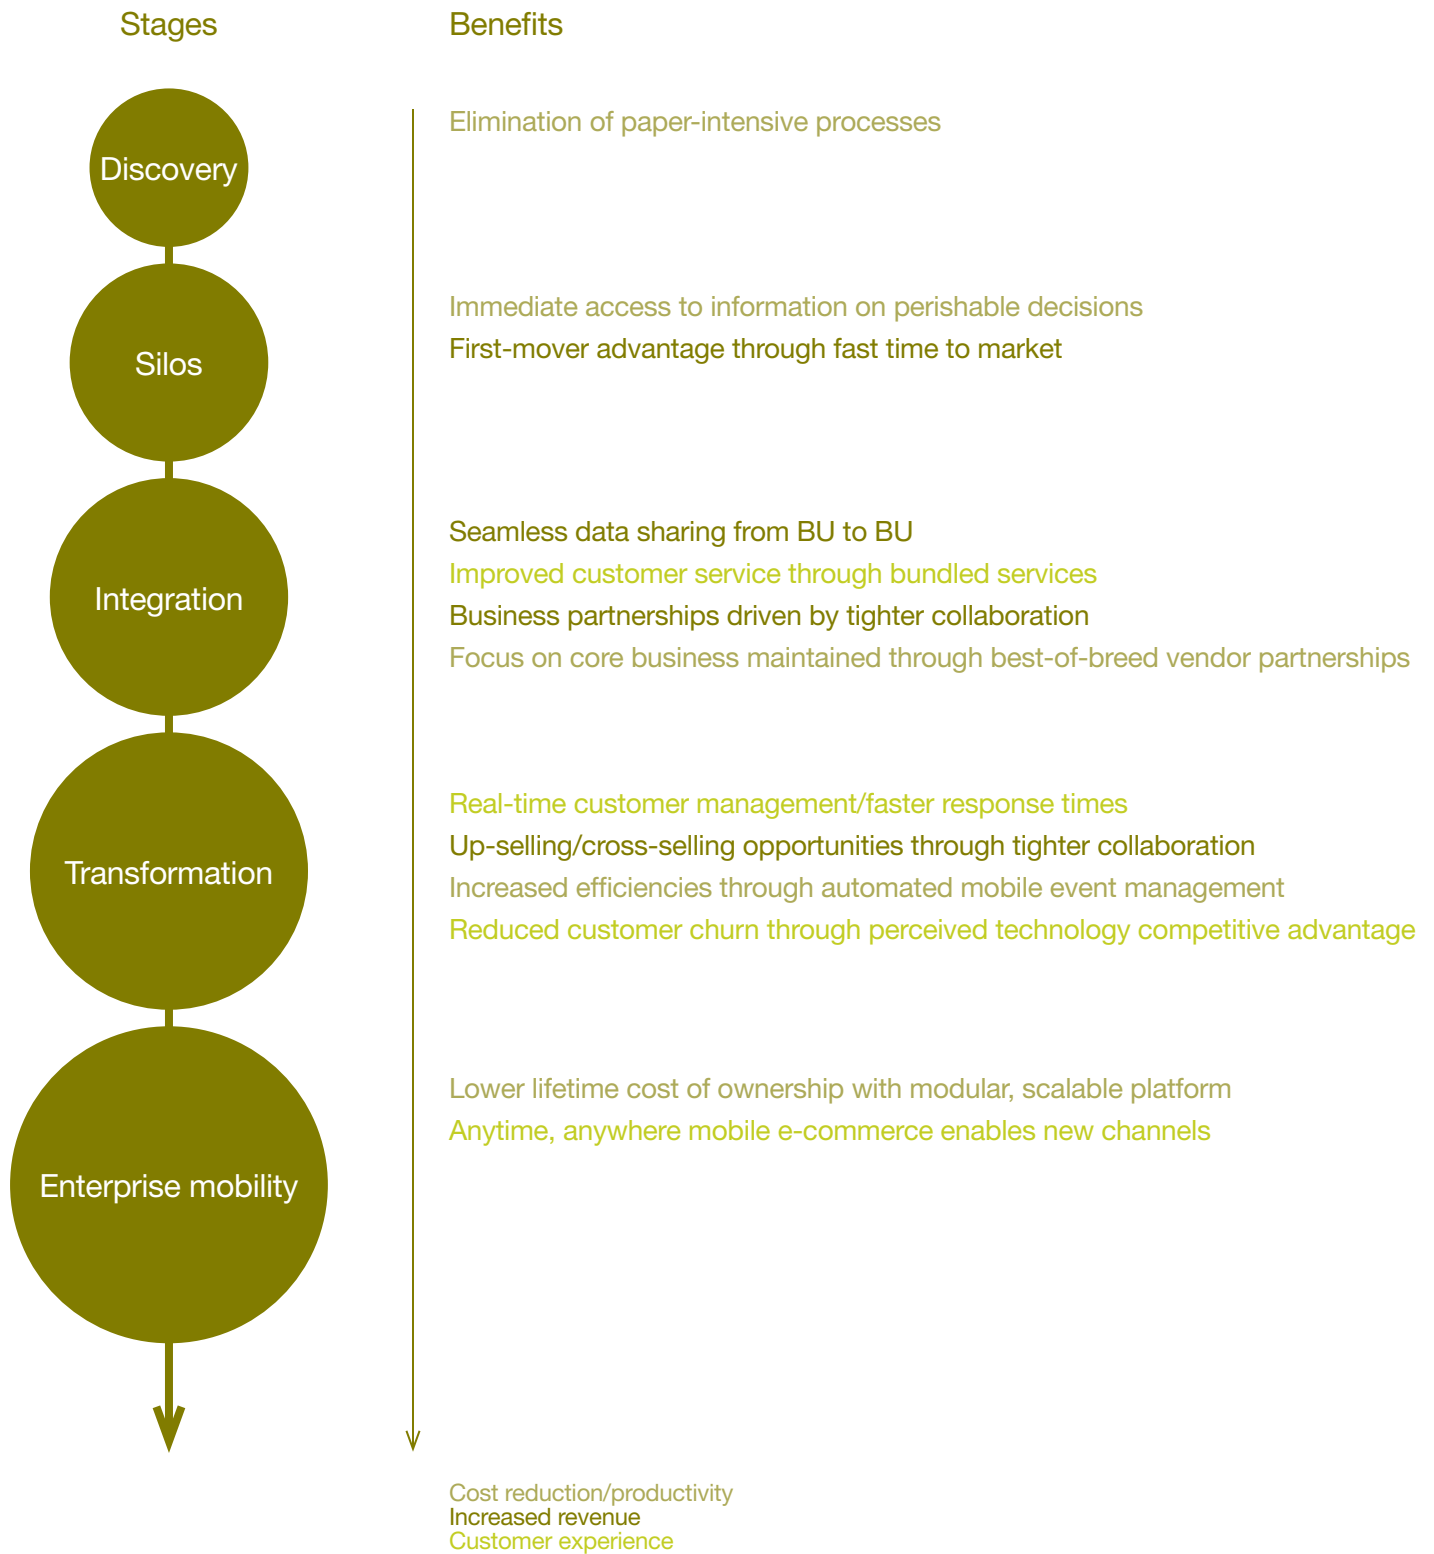 Stages
Benefits
Discovery
Elimination of paper-intensive processes
Silos
Immediate access to information on perishable decisions
First-mover advantage through fast time to market
Integration
Seamless data sharing from BU to BU
Improved customer service through bundled services
Business partnerships driven by tighter collaboration
Focus on core business maintained through best-of-breed vendor partnerships
Transformation
Real-time customer management/faster response times
Up-selling/cross-selling opportunities through tighter collaboration
Increased efficiencies through automated mobile event management
Reduced customer churn through perceived technology competitive advantage
Enterprise mobility
Lower lifetime cost of ownership with modular, scalable platform
Anytime, anywhere mobile e-commerce enables new channels
Cost reduction/productivity
Increased revenue
Customer experience